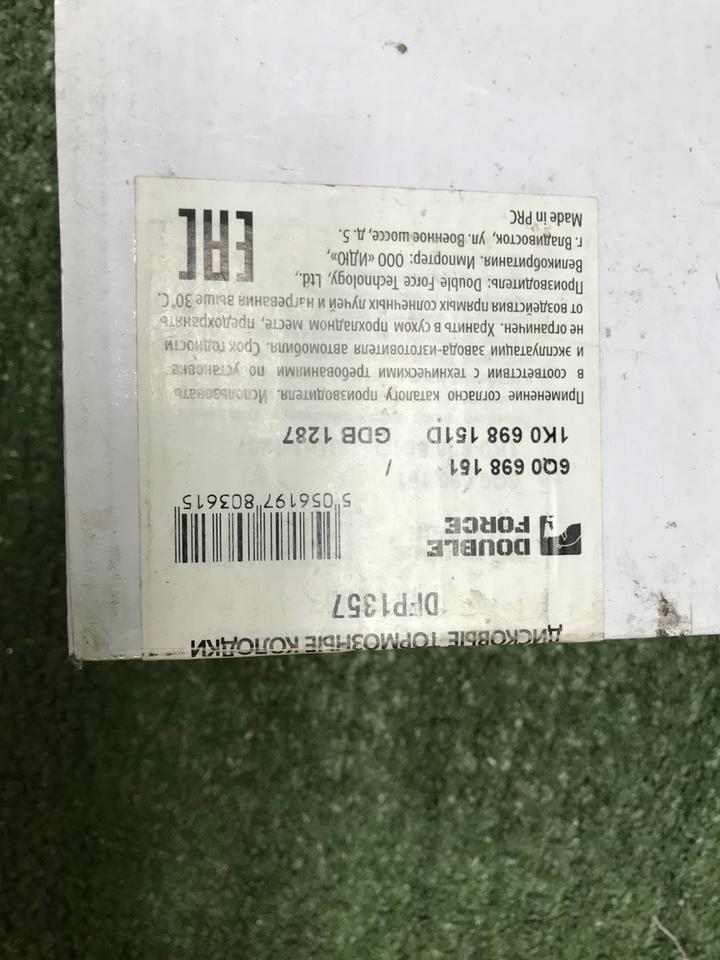 ДИСКОВЫЕ ТОРМОЗНЫЕ КОЛОДКИ
DFP1357
DOUBLE
FORCE
5 056197 803615
6Q0 698 151 /
1K0 698 151D GDB 1287
Применение согласно каталогу производителя. Использовать
в соответствии с техническими требованиями по установке
и эксплуатации завода-изготовителя автомобиля. Срок годности
не ограничен. Хранить в сухом прохладном месте, предохранять
от воздействия прямых солнечных лучей и нагревания выше 30°С.
Производитель: Double Force Technology, Ltd.,
Великобритания. Импортер: ООО «ИДЮ»,
г. Владивосток, ул. Военное шоссе, д. 5.
Made in PRC
EAC